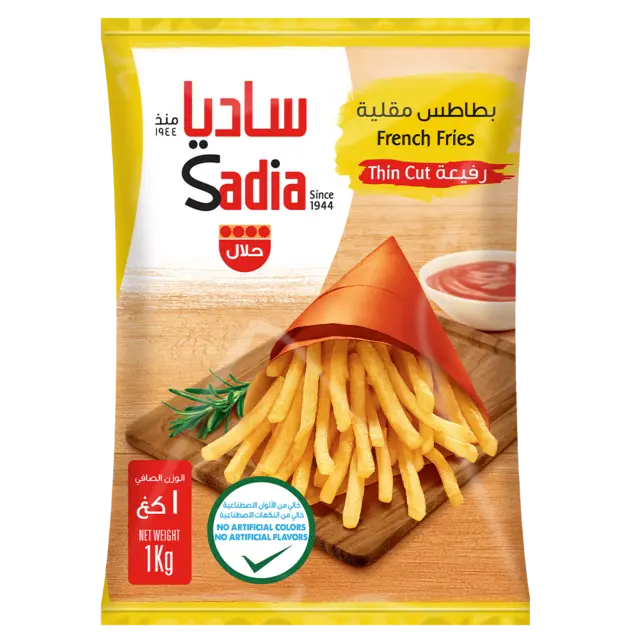 ساديا
منذ
١٩٤٤
Sadia
Since
1944
حلال
بطاطس مقلية
French Fries
Thin Cut رفيعة
الوزن الصافي
١ كغ
NET WEIGHT
1Kg
خالي من الألوان الاصطناعية
خالي من النكهات الاصطناعية
NO ARTIFICIAL COLORS
NO ARTIFICIAL FLAVORS